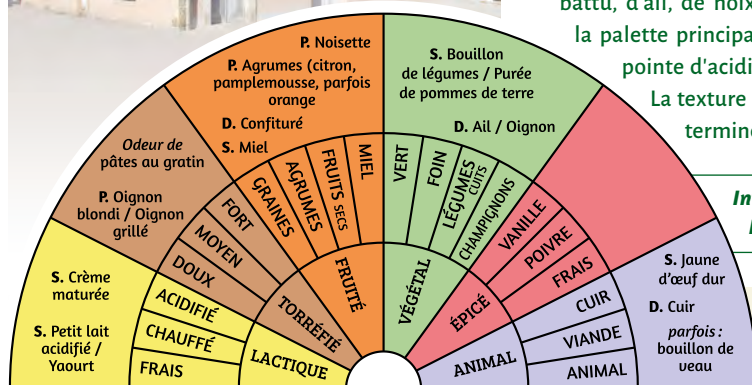 battu, d'ail, de noix
la palette principa
pointe d'acidi
La texture
termine
In
P. Noisette
P. Agrumes (citron,
pamplemousse, parfois
orange
D. Confituré
S. Miel
S. Bouillon
de légumes / Purée
de pommes de terre
D. Ail / Oignon
Odeur de
pâtes au gratin
P. Oignon
blondi / Oignon
grillé
S. Crème
maturée
S. Petit lait
acidifié /
Yaourt
S. Jaune
d'œuf dur
D. Cuir
parfois :
bouillon de
veau
FRAIS
CHAUFFÉ
ACIDIFIÉ
DOUX
MOYEN
FORT
GRAINES
AGRUMES
FRUITS SECS
MIEL
VERT
FOIN
LÉGUMES CUITS
CHAMPIGNONS
VANILLE
POIVRE
FRAIS
CUIR
VIANDE
ANIMAL
LACTIQUE
TORRÉFIÉ
FRUITÉ
VÉGÉTAL
ÉPICÉ
ANIMAL